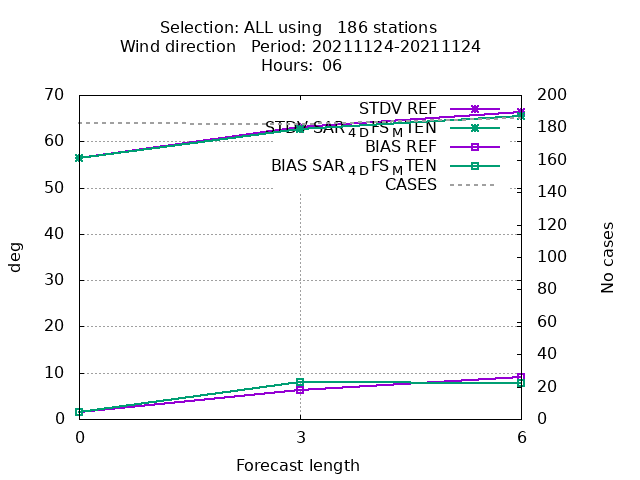 Selection: ALL using   186 stations
Wind direction   Period: 20211124-20211124
Hours: 06
70
60
50
40
30
20
10
0
deg
200
180
160
140
120
100
80
60
40
20
0
No cases
STDV REF
STDV SAR₄DFSMTEN
BIAS REF
BIAS SAR₄DFSMTEN
CASES
0
3
6
Forecast length